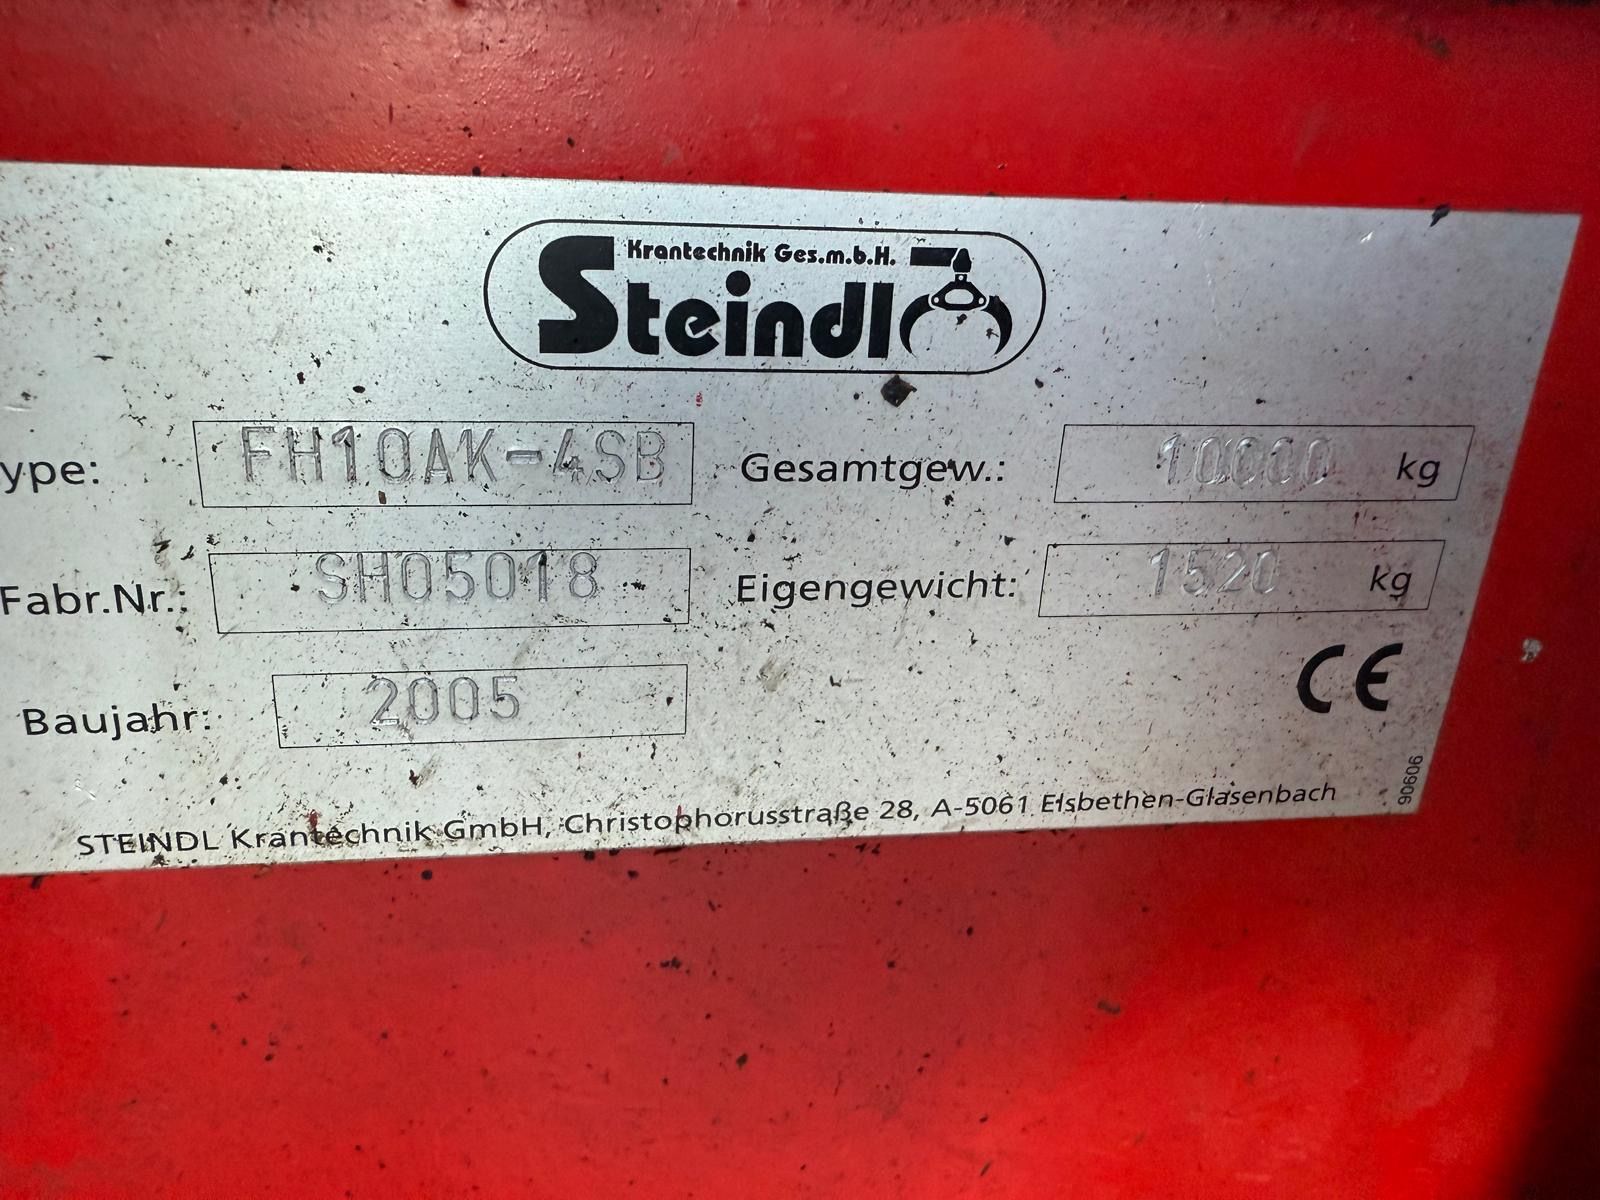 Krantechnik Ges.m.b.H.
Steindl
ype: FH10AK-4SB Gesamtgew.: 10000 kg
Fabr.Nr.: SH05018 Eigengewicht: 1520 kg
Baujahr: 2005 CE
STEINDL Krantechnik GmbH, Christophorusstraße 28, A-5061 Elsbethen-Glasenbach
90606